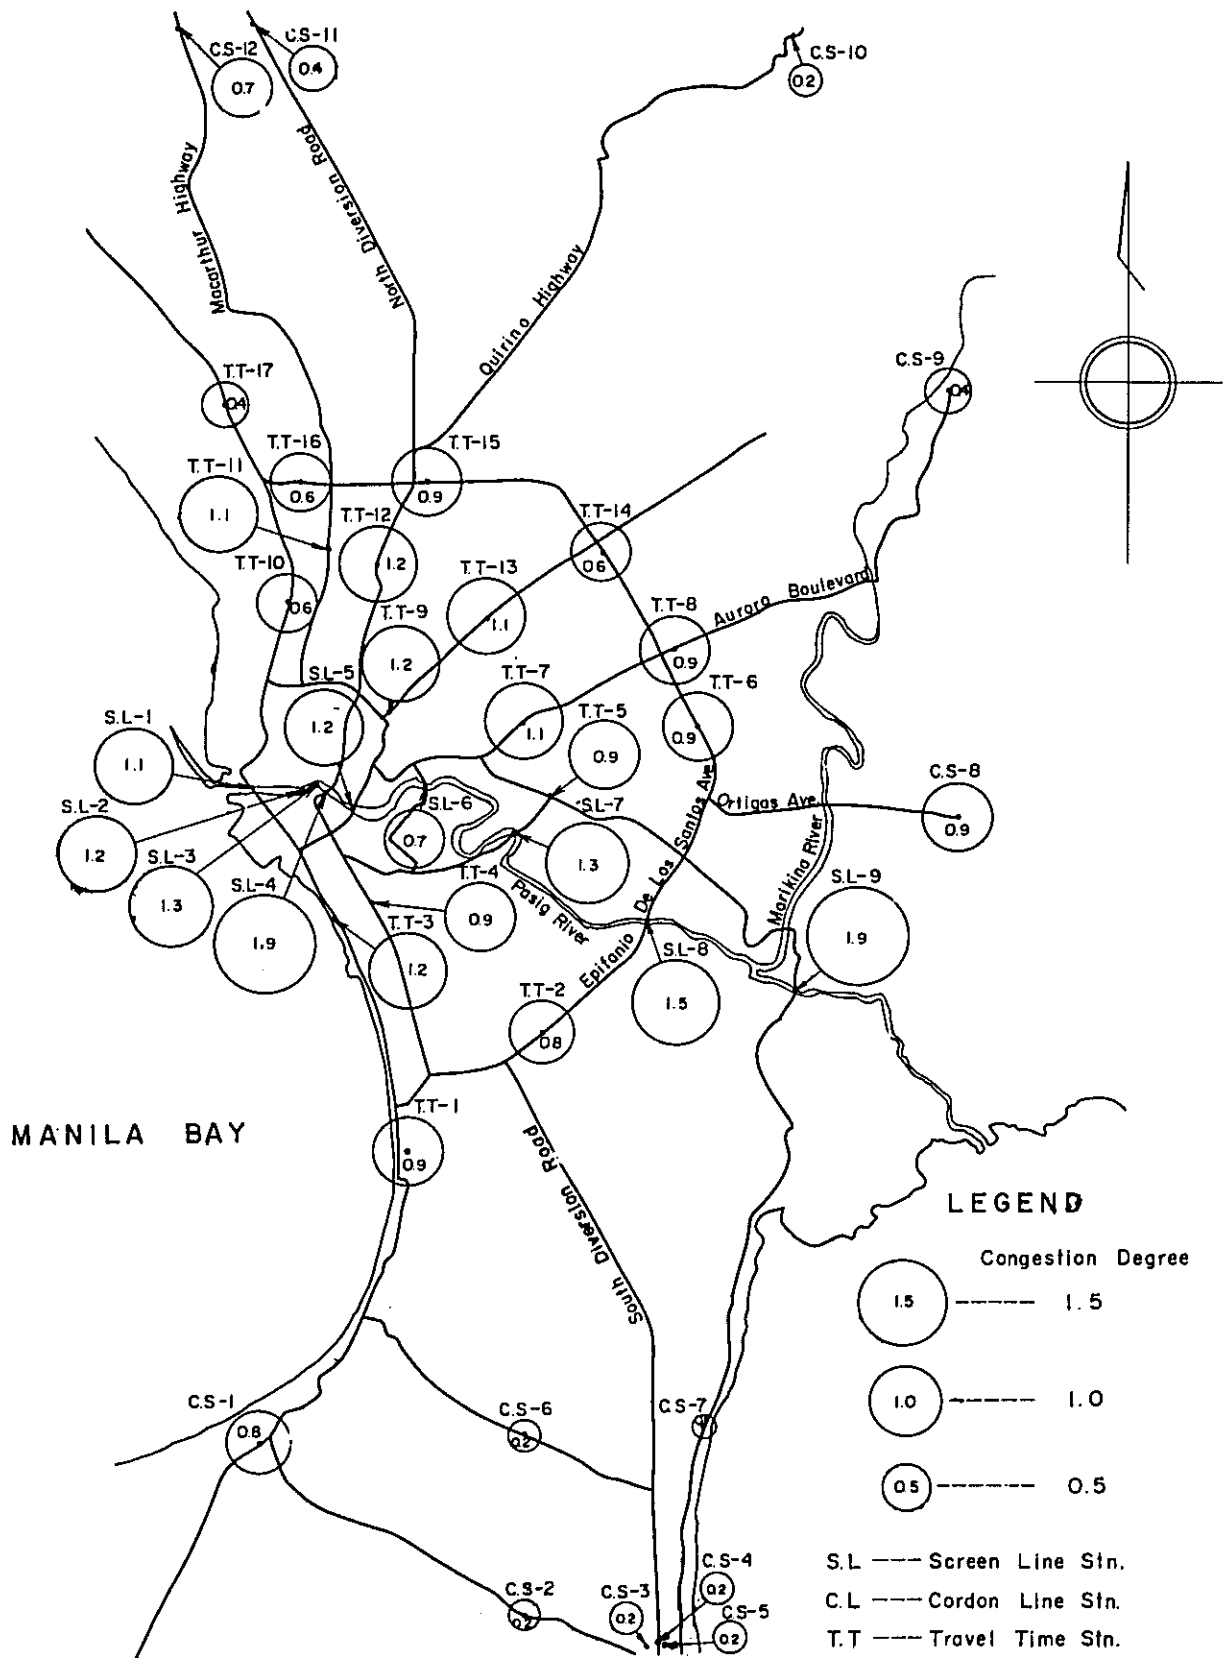 C.S-12
0.7
C.S-11
0.4
C.S-10
0.2
Macarthur Highway
North Diversion Road
Quirino Highway
C.S-9
0.4
T.T-17
0.4
T.T-16
0.6
T.T-15
0.9
T.T-11
1.1
T.T-12
1.2
T.T-14
0.6
T.T-10
0.6
T.T-13
1.1
T.T-9
1.2
T.T-8
0.9
Aurora Boulevard
S.L-5
1.2
T.T-7
1.1
T.T-6
0.9
T.T-5
0.9
S.L-1
1.1
S.L-2
1.2
S.L-3
1.3
S.L-4
1.9
S.L-6
0.7
S.L-7
1.3
Ortigas Ave.
C.S-8
0.9
T.T-4
0.9
T.T-3
1.2
Pasig River
Epifanio De Los Santos Ave.
Marikina River
S.L-9
1.9
S.L-8
1.5
T.T-2
0.8
MANILA BAY
T.T-1
0.9
South Diversion Road
C.S-1
0.8
C.S-6
0.2
C.S-7
C.S-2
0.2
C.S-3
0.2
C.S-4
0.2
C.S-5
0.2
LEGEND
Congestion Degree
1.5 ------ 1.5
1.0 ------ 1.0
0.5 ------ 0.5
S.L --- Screen Line Stn.
C.L --- Cordon Line Stn.
T.T --- Travel Time Stn.